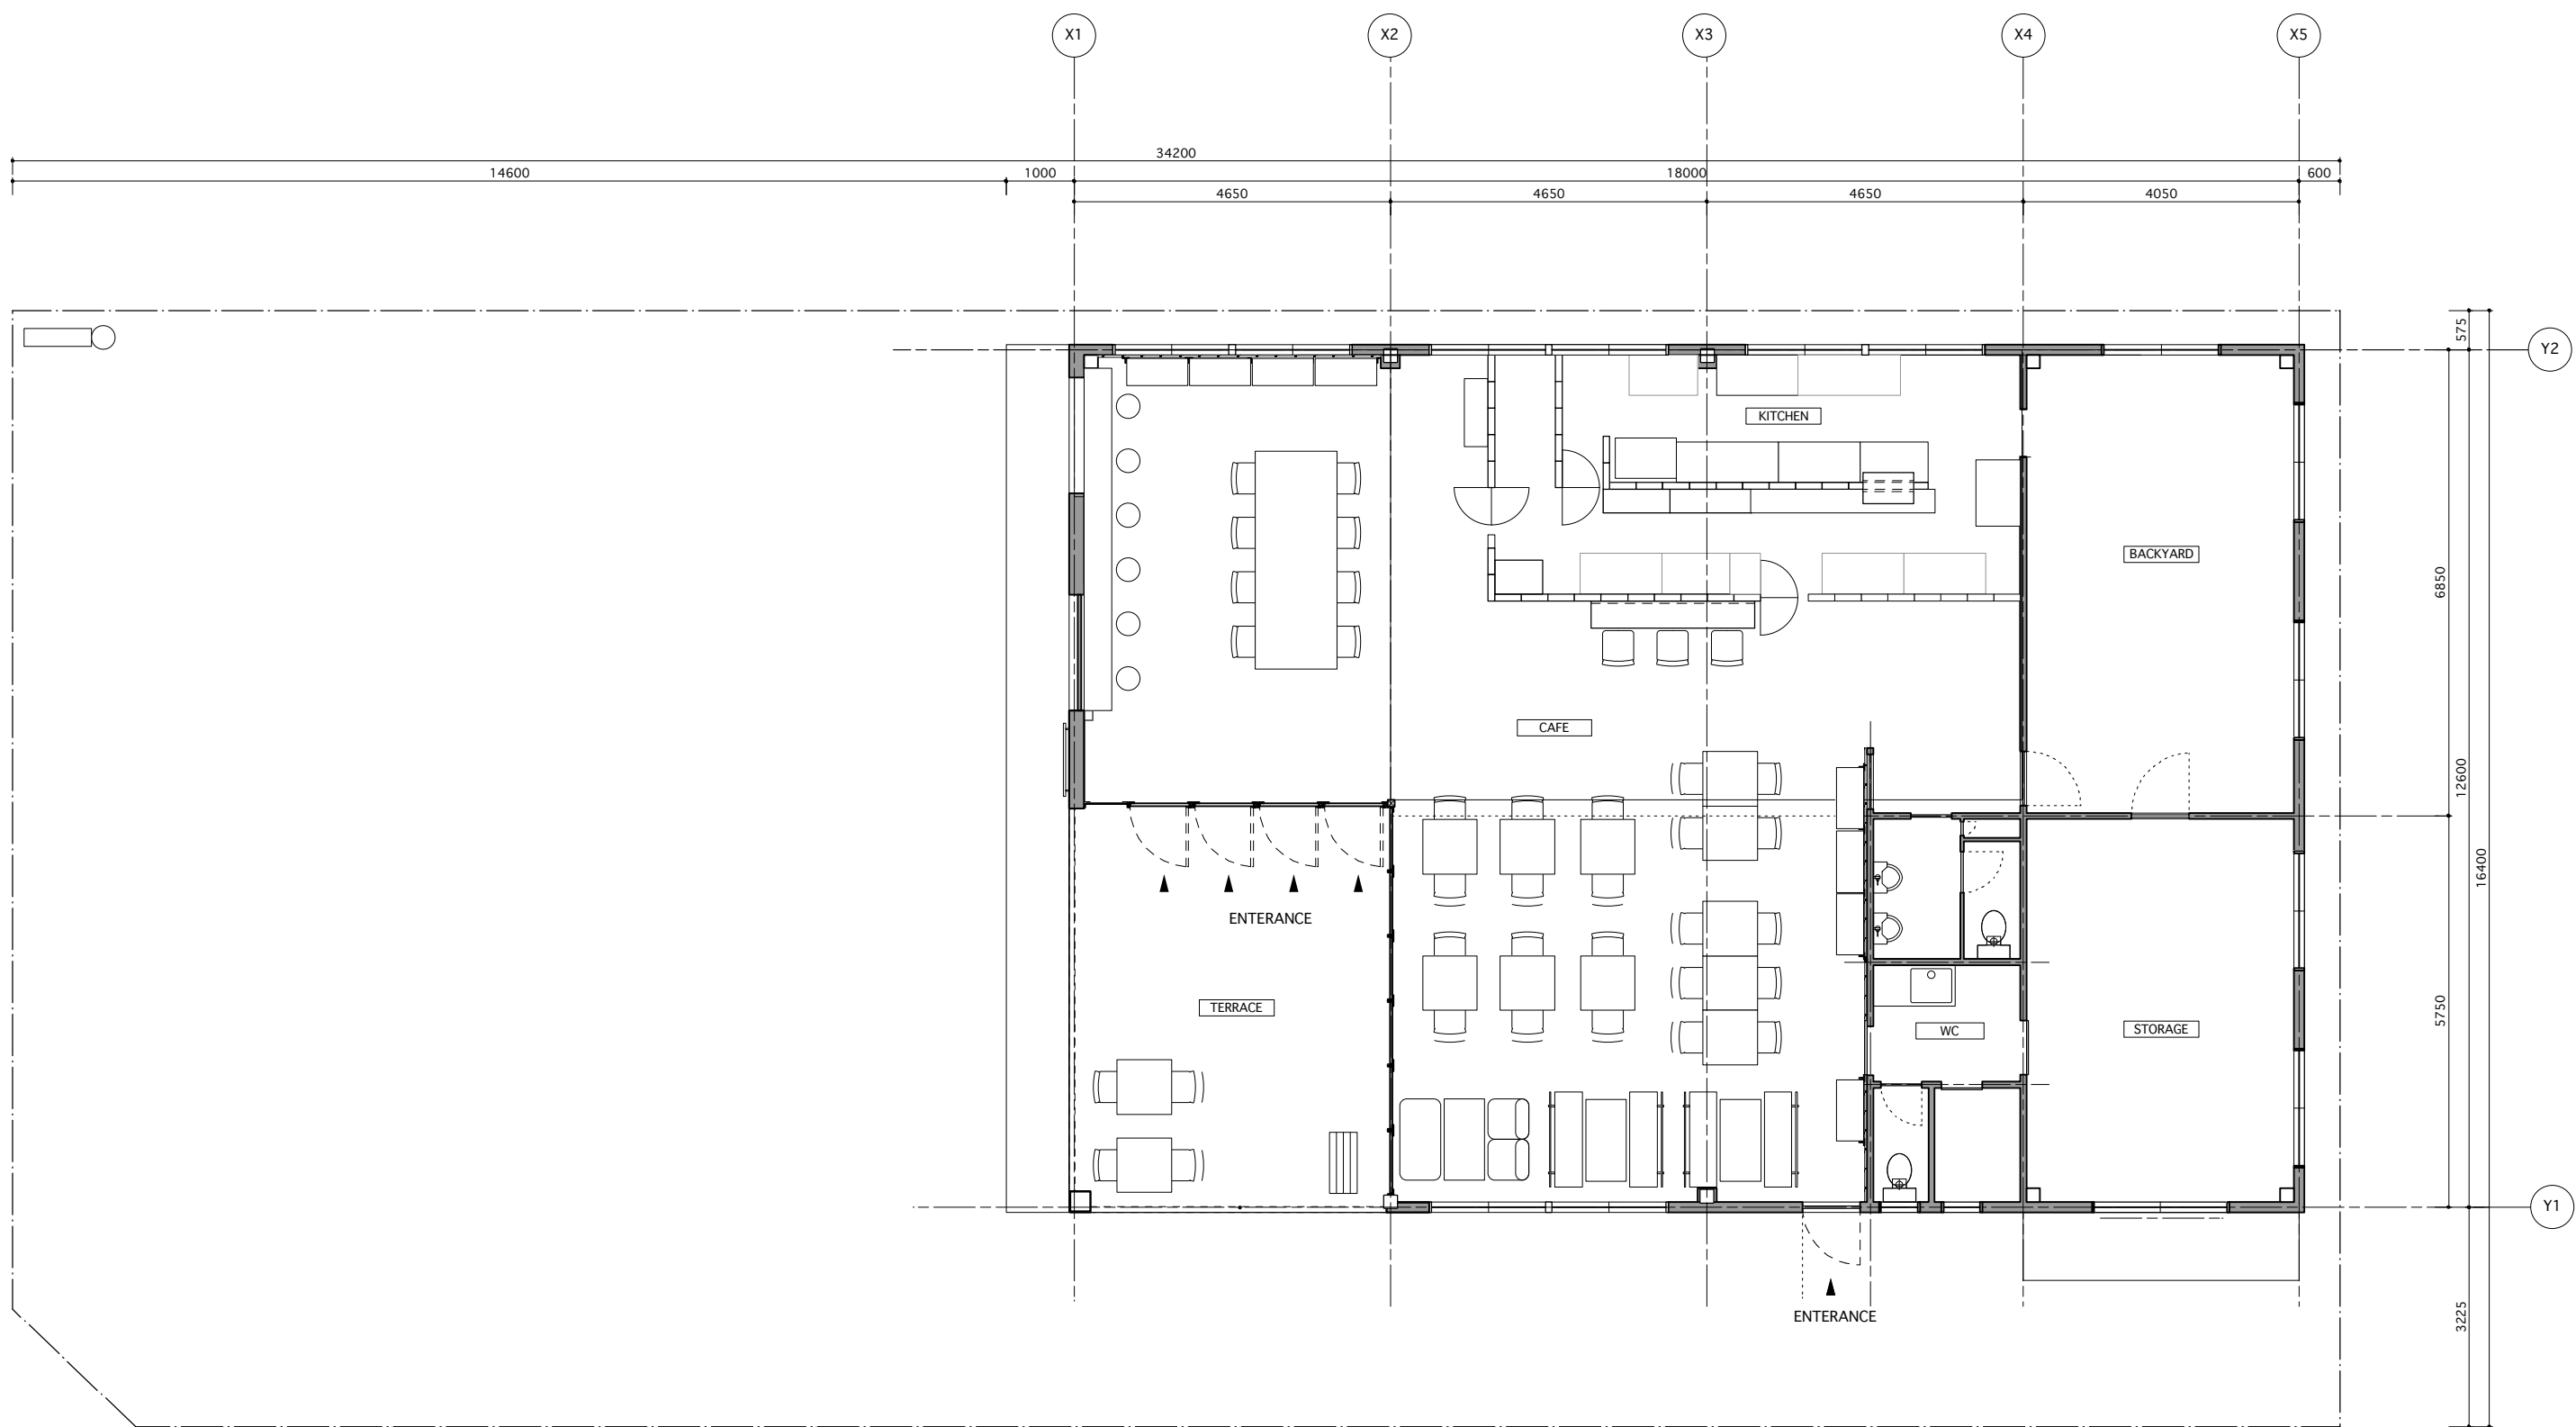 X1
X2
X3
X4
X5
34200
14600
1000
18000
600
4650
4650
4650
4050
575
Y2
KITCHEN
BACKYARD
6850
CAFE
12600
16400
ENTERANCE
TERRACE
WC
STORAGE
5750
Y1
ENTERANCE
3225